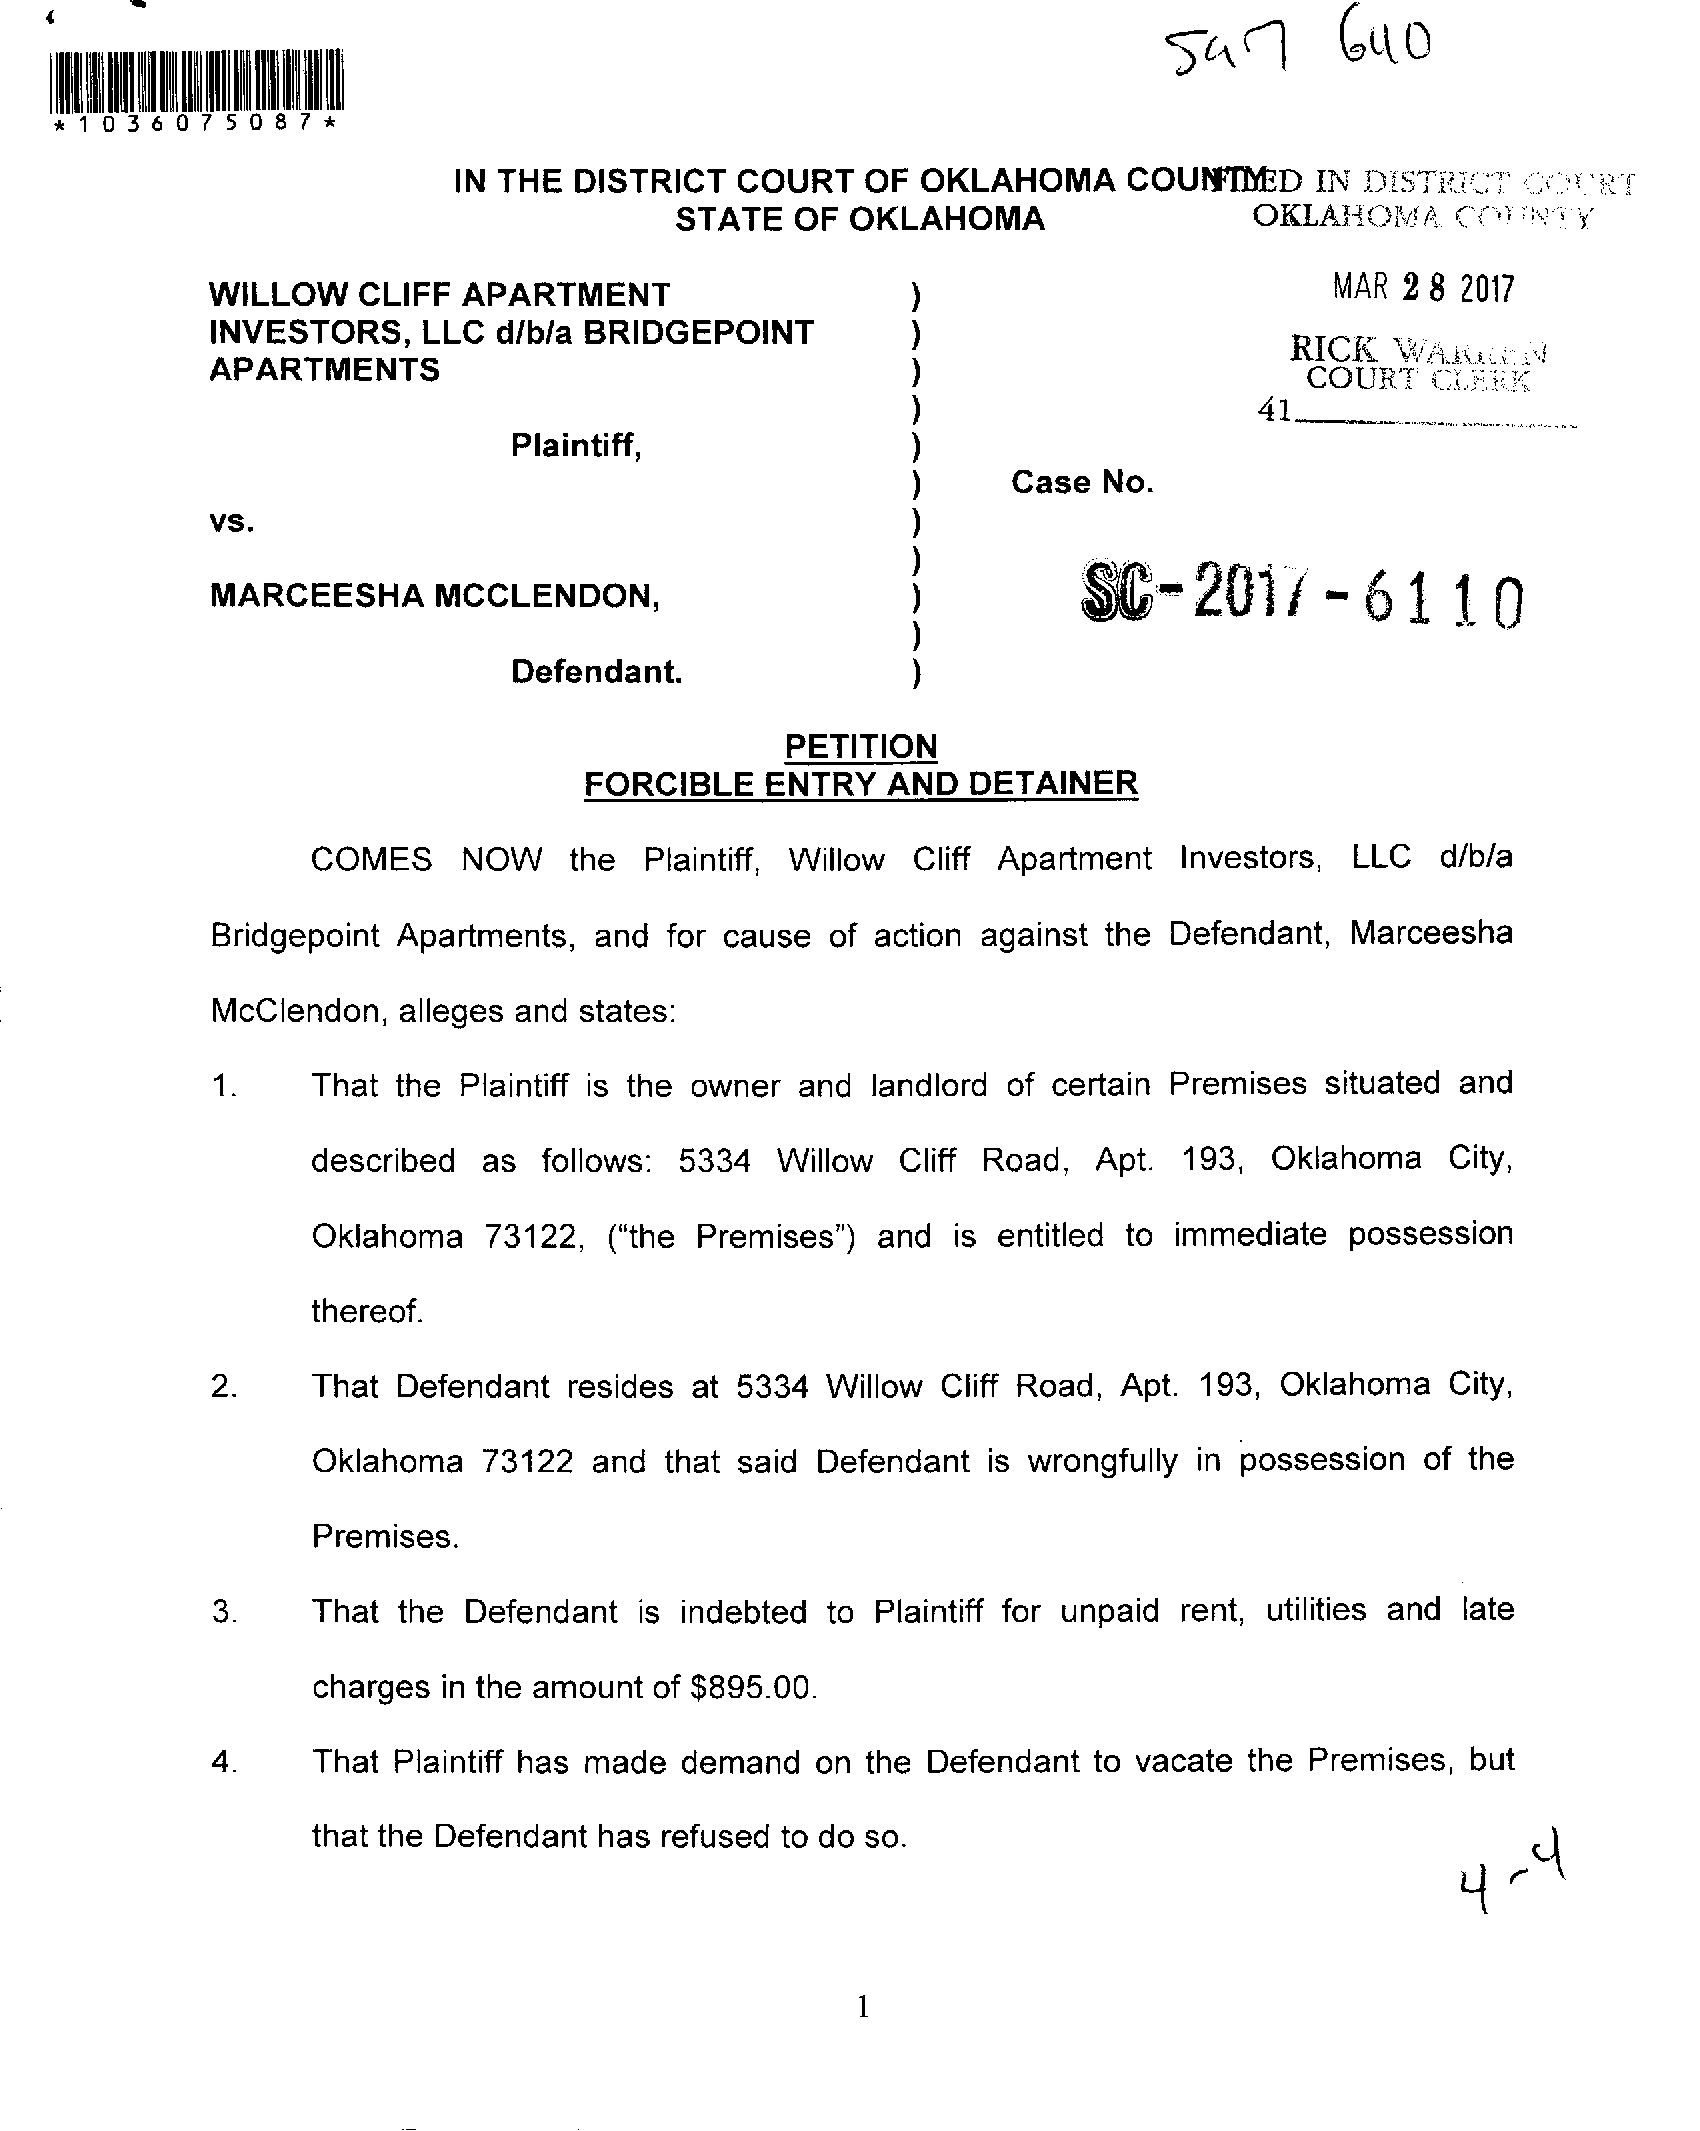 597 640
*1036075087*
IN THE DISTRICT COURT OF OKLAHOMA COUNTY
STATE OF OKLAHOMA
FILED IN DISTRICT COURT
OKLAHOMA COUNTY
MAR 28 2017
RICK WARREN
COURT CLERK
41
WILLOW CLIFF APARTMENT )
INVESTORS, LLC d/b/a BRIDGEPOINT )
APARTMENTS )
)
Plaintiff, )
) Case No.
vs. )
)
MARCEESHA MCCLENDON, ) SC-2017-6110
)
Defendant. )
PETITION
FORCIBLE ENTRY AND DETAINER
COMES NOW the Plaintiff, Willow Cliff Apartment Investors, LLC d/b/a
Bridgepoint Apartments, and for cause of action against the Defendant, Marceesha
McClendon, alleges and states:
1. That the Plaintiff is the owner and landlord of certain Premises situated and
described as follows: 5334 Willow Cliff Road, Apt. 193, Oklahoma City,
Oklahoma 73122, (“the Premises”) and is entitled to immediate possession
thereof.
2. That Defendant resides at 5334 Willow Cliff Road, Apt. 193, Oklahoma City,
Oklahoma 73122 and that said Defendant is wrongfully in possession of the
Premises.
3. That the Defendant is indebted to Plaintiff for unpaid rent, utilities and late
charges in the amount of $895.00.
4. That Plaintiff has made demand on the Defendant to vacate the Premises, but
that the Defendant has refused to do so.
4-4
1